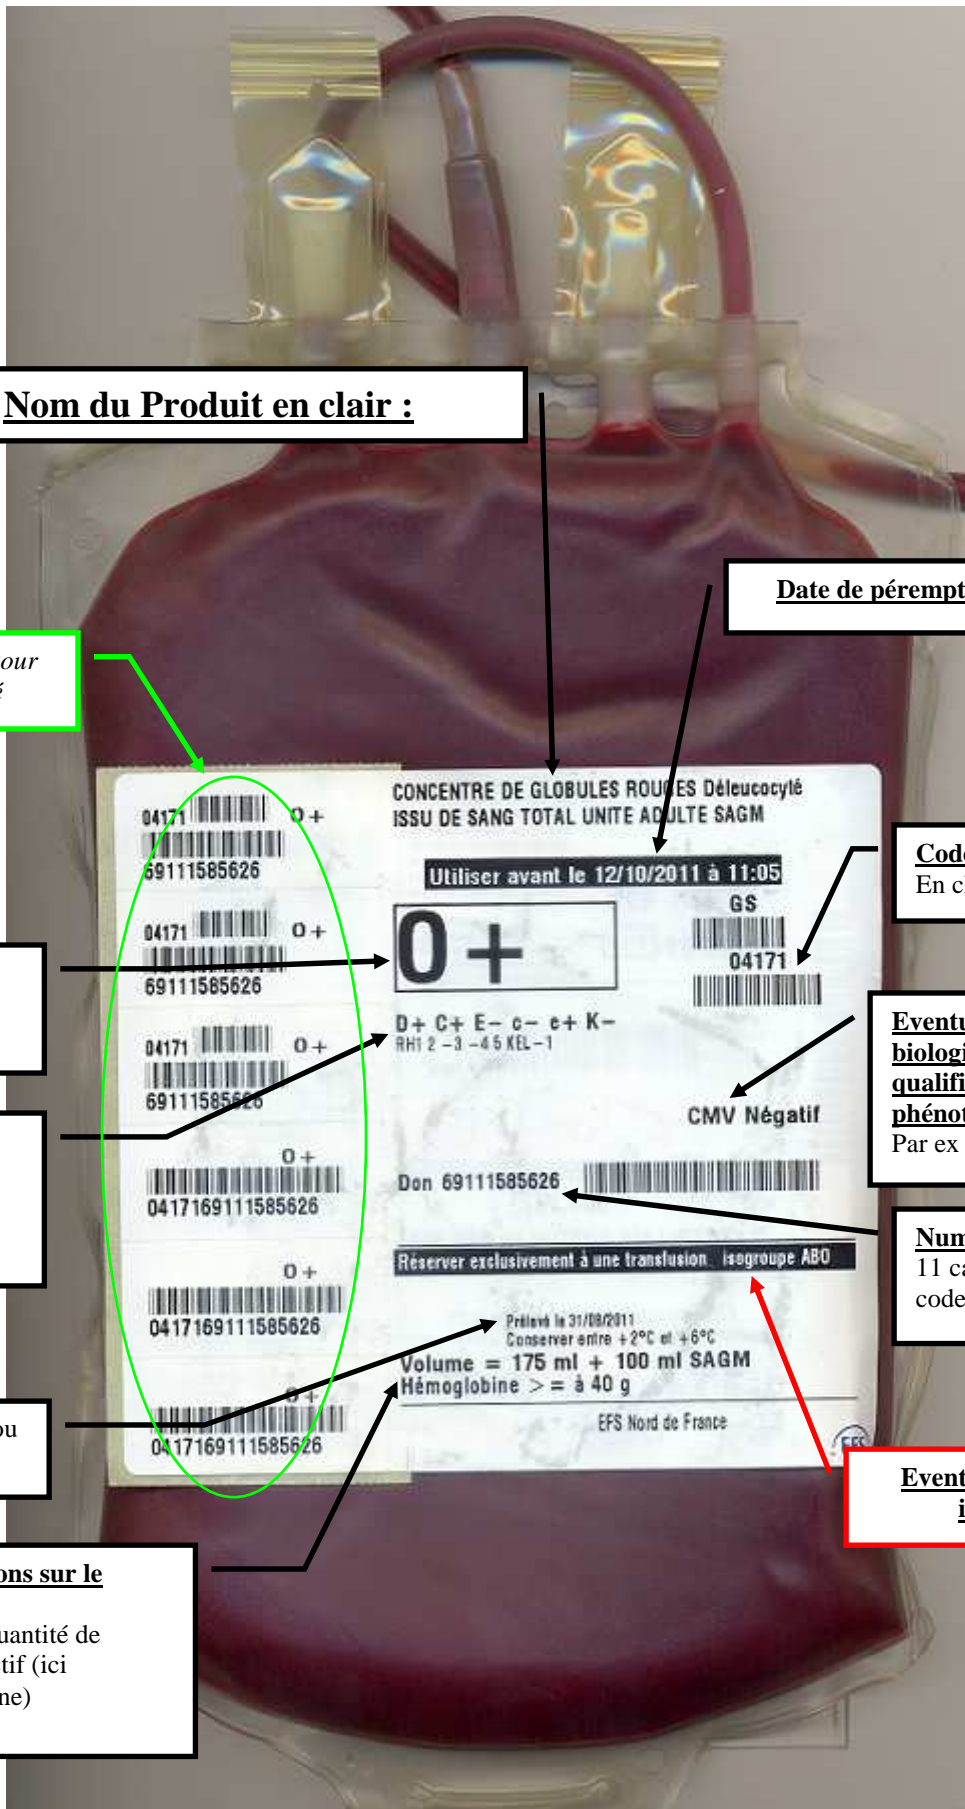 Nom du Produit en clair :
Date de pérempt
our
é
CONCENTRE DE GLOBULES ROUGES Déleucocyté
ISSU DE SANG TOTAL UNITE ADULTE SAGM
04171 O+
69111585626
Utiliser avant le 12/10/2011 à 11:05
Code
En cl
GS
O+
04171
04171 O+
69111585626
D+ C+ E- c- e+ K-
RH1 2 -3 -4 5 KEL-1
04171 O+
69111585626
Eventu
biologi
qualifi
phénot
Par ex
CMV Négatif
O+
0417169111585626
Don 69111585626
Num
11 ca
code
Réserver exclusivement à une transfusion isogroupe ABO
O+
0417169111585626
Prélevé le 31/08/2011
Conserver entre +2°C et +6°C
Volume = 175 ml + 100 ml SAGM
Hémoglobine > = à 40 g
O+
0417169111585626
EFS Nord de France
EFS
ou
Event
i
ons sur le
uantité de
tif (ici
ne)